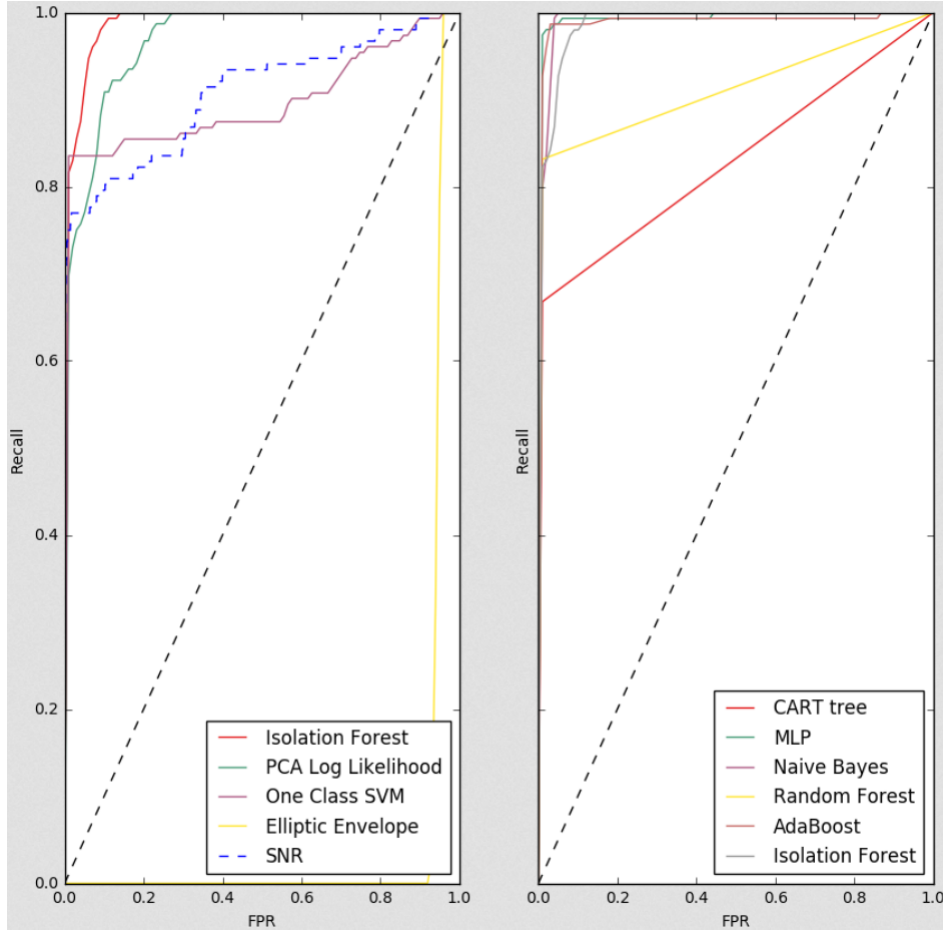 1.0
0.8
0.6
0.4
0.2
0.0
Recall
0.0 0.2 0.4 0.6 0.8 1.0
FPR
Isolation Forest
PCA Log Likelihood
One Class SVM
Elliptic Envelope
SNR
Recall
0.0 0.2 0.4 0.6 0.8 1.0
FPR
CART tree
MLP
Naive Bayes
Random Forest
AdaBoost
Isolation Forest